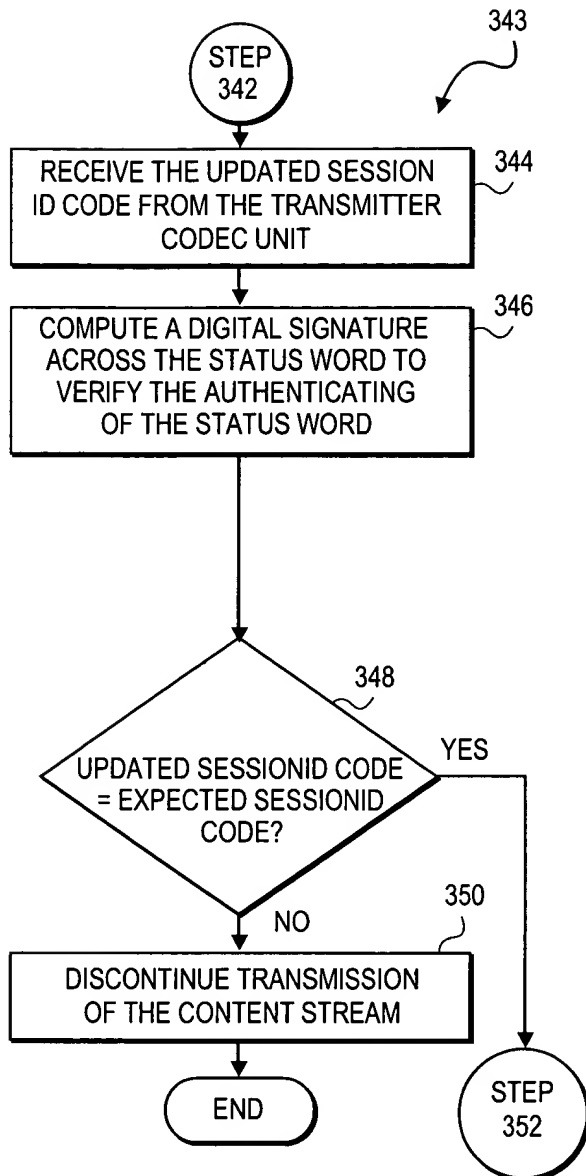 343
STEP
342
344
RECEIVE THE UPDATED SESSION
ID CODE FROM THE TRANSMITTER
CODEC UNIT
346
COMPUTE A DIGITAL SIGNATURE
ACROSS THE STATUS WORD TO
VERIFY THE AUTHENTICATING
OF THE STATUS WORD
348
UPDATED SESSIONID CODE
= EXPECTED SESSIONID
CODE?
YES
NO
350
DISCONTINUE TRANSMISSION
OF THE CONTENT STREAM
END
STEP
352